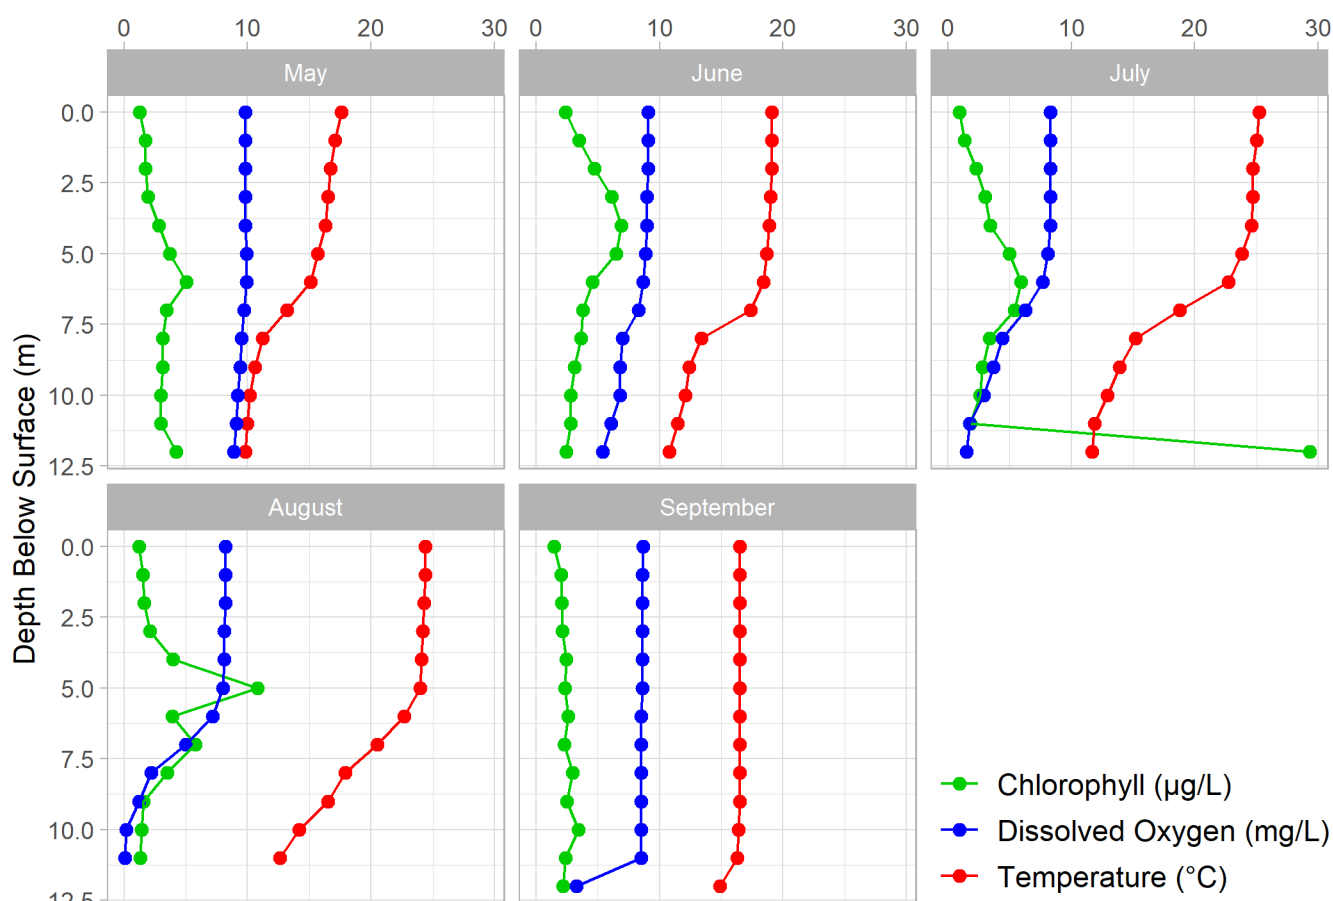 0 10 20 30 0 10 20 30 0 10 20 30
May June July
0.0
2.5
5.0
7.5
10.0
12.5
Depth Below Surface (m)
August September
0.0
2.5
5.0
7.5
10.0
12.5
Chlorophyll (µg/L)
Dissolved Oxygen (mg/L)
Temperature (°C)